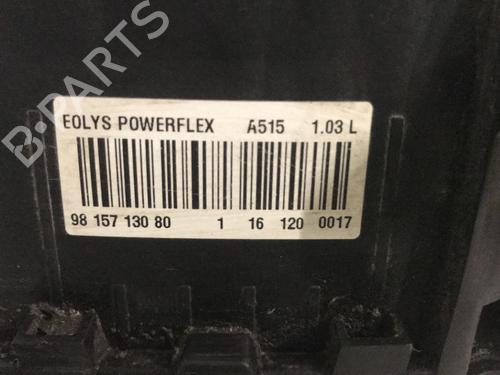 B-PARTS
EOLYS POWERFLEX A515 1.03 L
98 157 130 80 1 16 120 0017